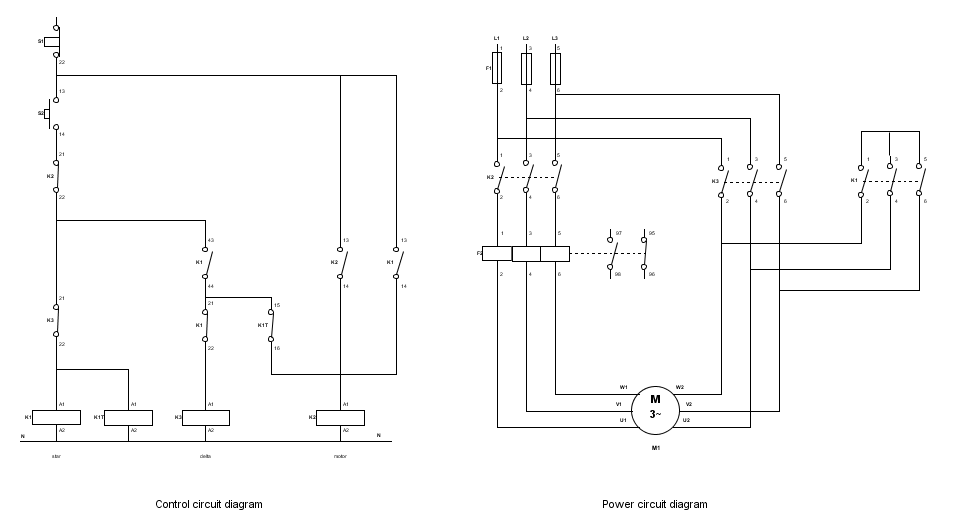 L1 L2 L3
S1
1 3 5
22
F1
13
2 4 6
S2
14
21
1 3 5
1 3 5
1 3 5
K2
K2
K3
K1
22
2 4 6
2 4 6
2 4 6
43 13 13
1 3 5
97 95
K1 K2 K1
F2
44 14 14
2 4 6
98 96
21 21 15
K3 K1 K1T
22 22 16
W1 W2
A1 A1 A1 A1
M
V1 V2
K1 K1T K3 K2
3~
U1 U2
A2 A2 A2 A2
N N
M1
star delta motor
Control circuit diagram
Power circuit diagram